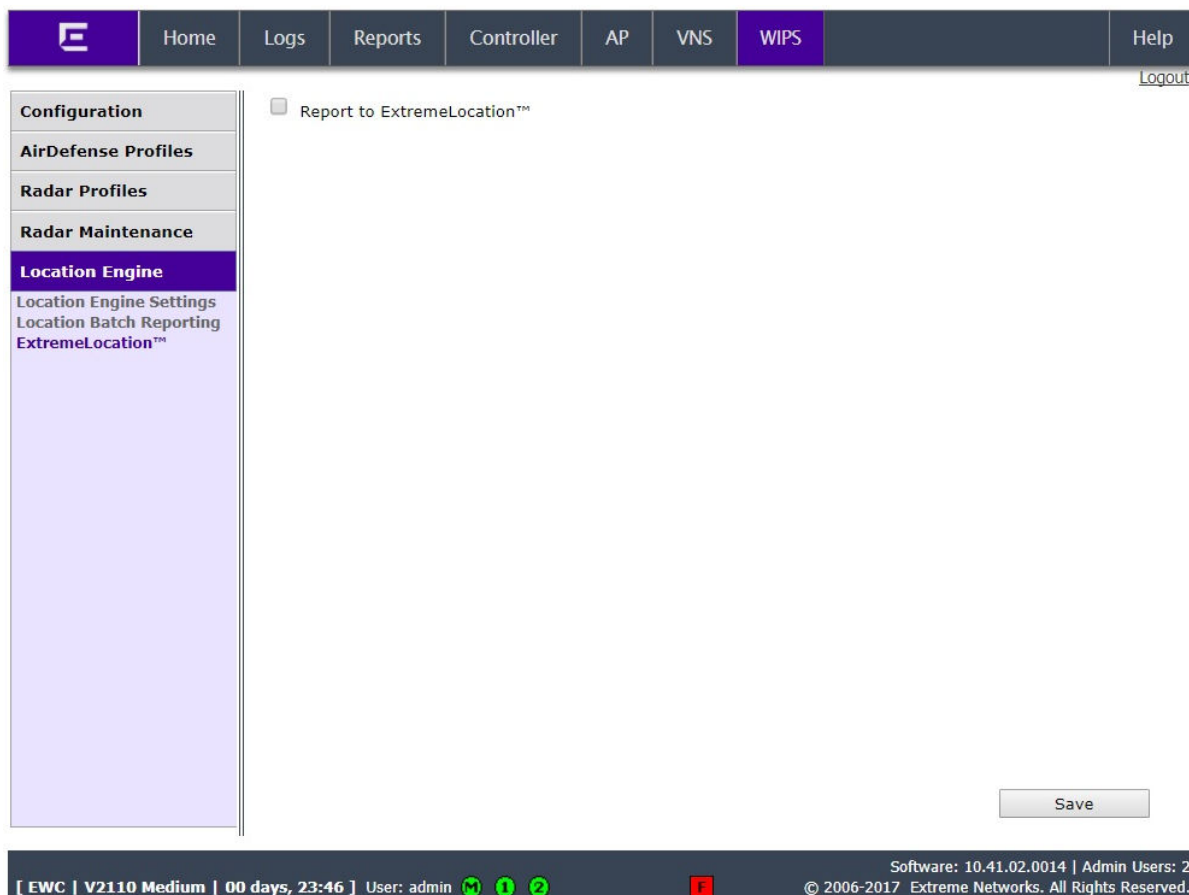 Home Logs Reports Controller AP VNS WIPS Help
Logout
Configuration
AirDefense Profiles
Radar Profiles
Radar Maintenance
Location Engine
Location Engine Settings
Location Batch Reporting
ExtremeLocation™
Report to ExtremeLocation™
Save
Software: 10.41.02.0014 | Admin Users: 2
[ EWC | V2110 Medium | 00 days, 23:46 ] User: admin M 1 2 F © 2006-2017 Extreme Networks. All Rights Reserved.